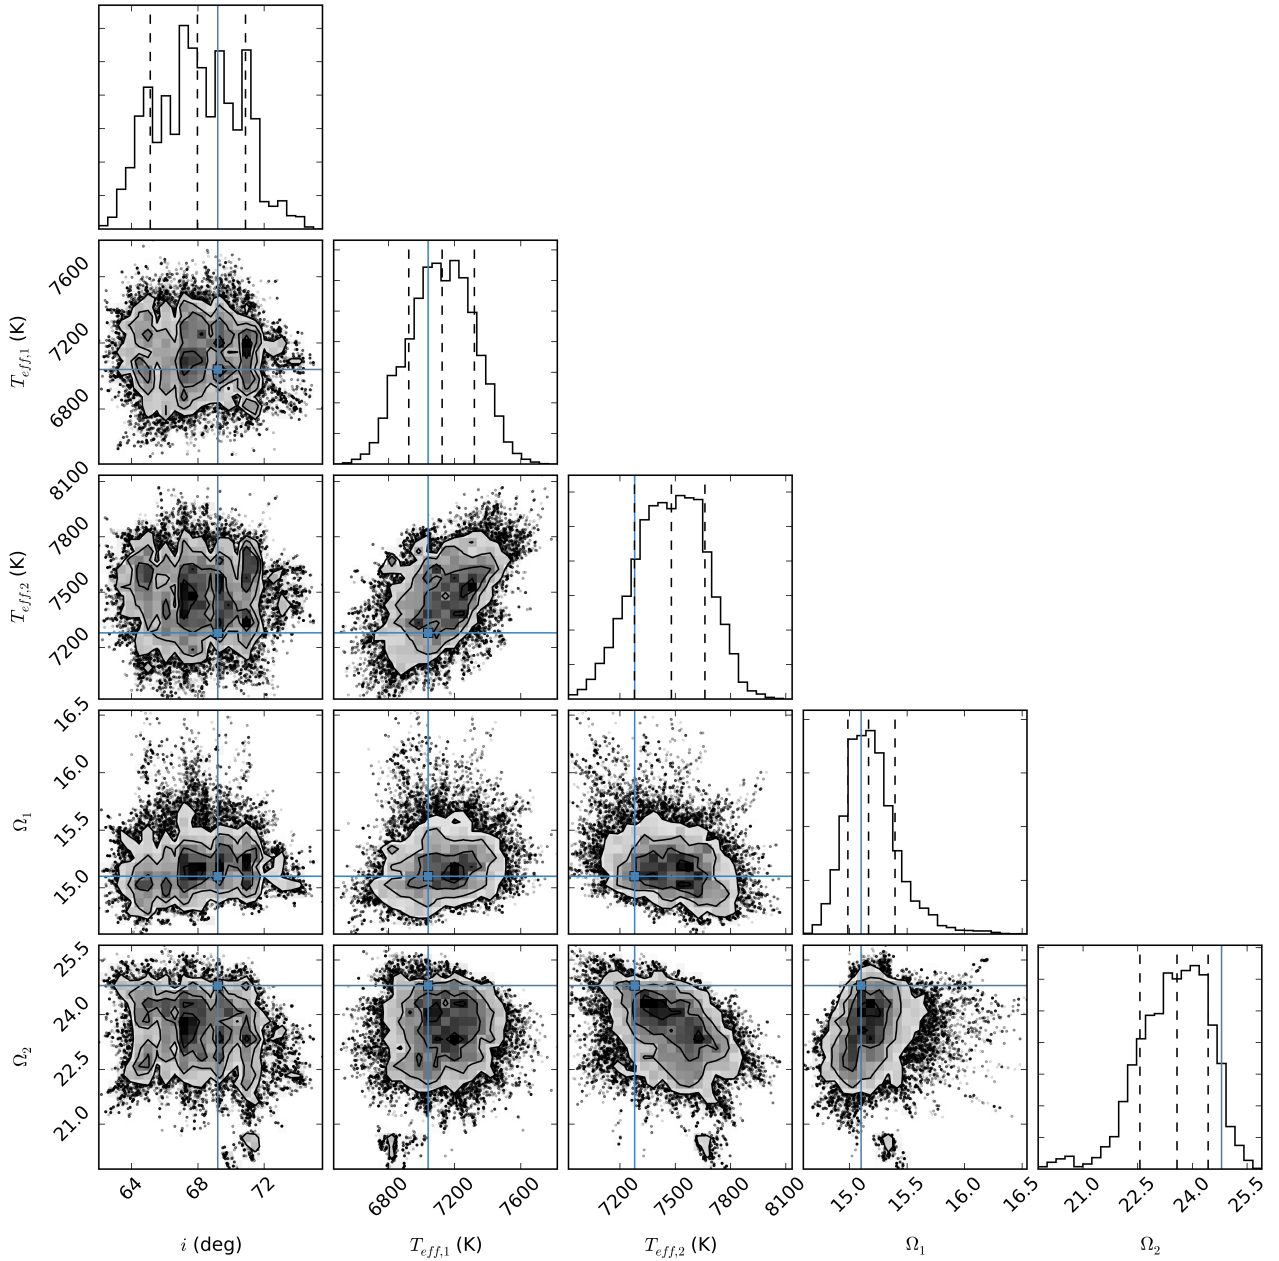 7600
7200
6800
T_{eff,1} (K)
8100
7800
7500
7200
T_{eff,2} (K)
16.5
16.0
15.5
15.0
Ω_1
25.5
24.0
22.5
21.0
Ω_2
64 68 72
6800 7200 7600
7200 7500 7800 8100
15.0 15.5 16.0 16.5
21.0 22.5 24.0 25.5
i (deg) T_{eff,1} (K) T_{eff,2} (K) Ω_1 Ω_2